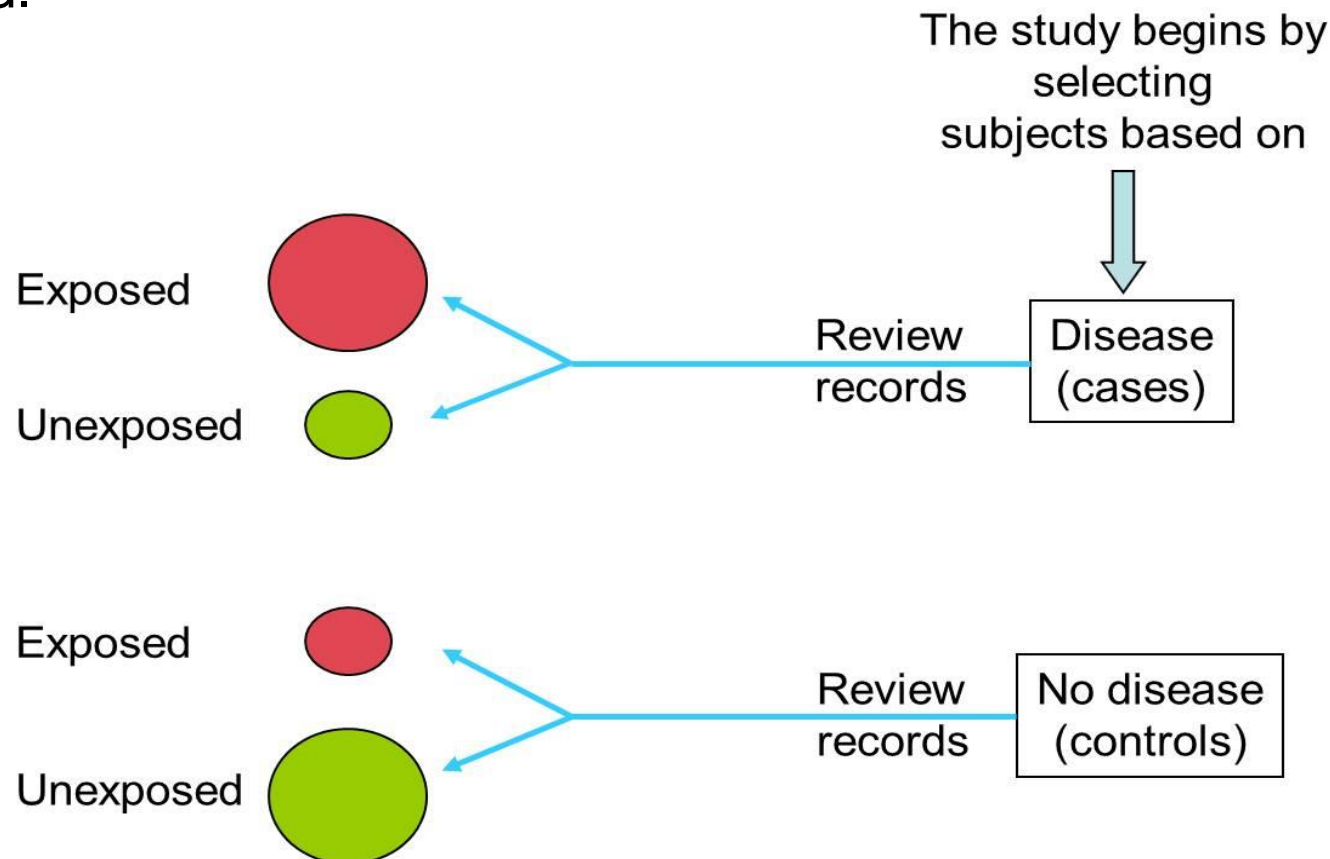 The study begins by
selecting
subjects based on
Exposed
Review
records
Disease
(cases)
Unexposed
Exposed
Review
records
No disease
(controls)
Unexposed